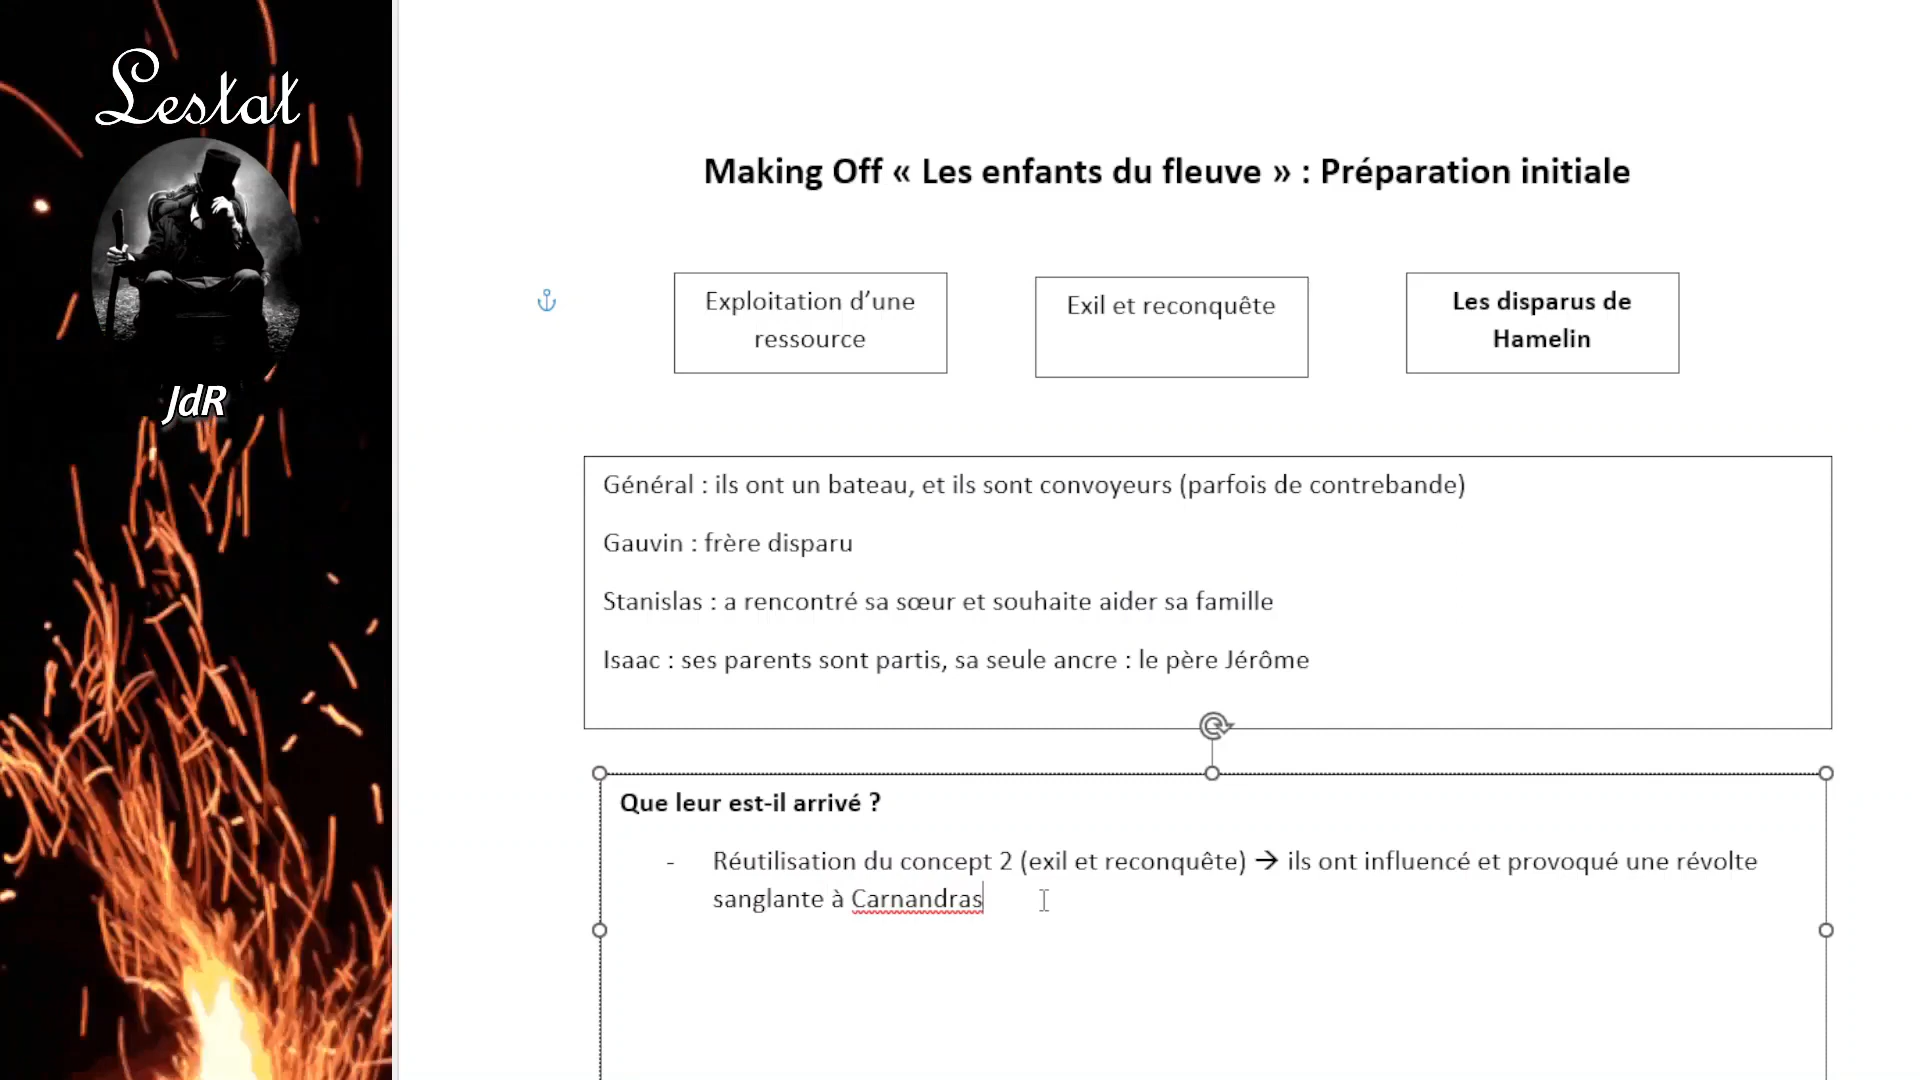 Lestat
JdR
Making Off « Les enfants du fleuve » : Préparation initiale
Exploitation d’une
ressource
Exil et reconquête
Les disparus de
Hamelin
Général : ils ont un bateau, et ils sont convoyeurs (parfois de contrebande)
Gauvin : frère disparu
Stanislas : a rencontré sa sœur et souhaite aider sa famille
Isaac : ses parents sont partis, sa seule ancre : le père Jérôme
Que leur est-il arrivé ?
- Réutilisation du concept 2 (exil et reconquête) → ils ont influencé et provoqué une révolte
sanglante à Carnandras